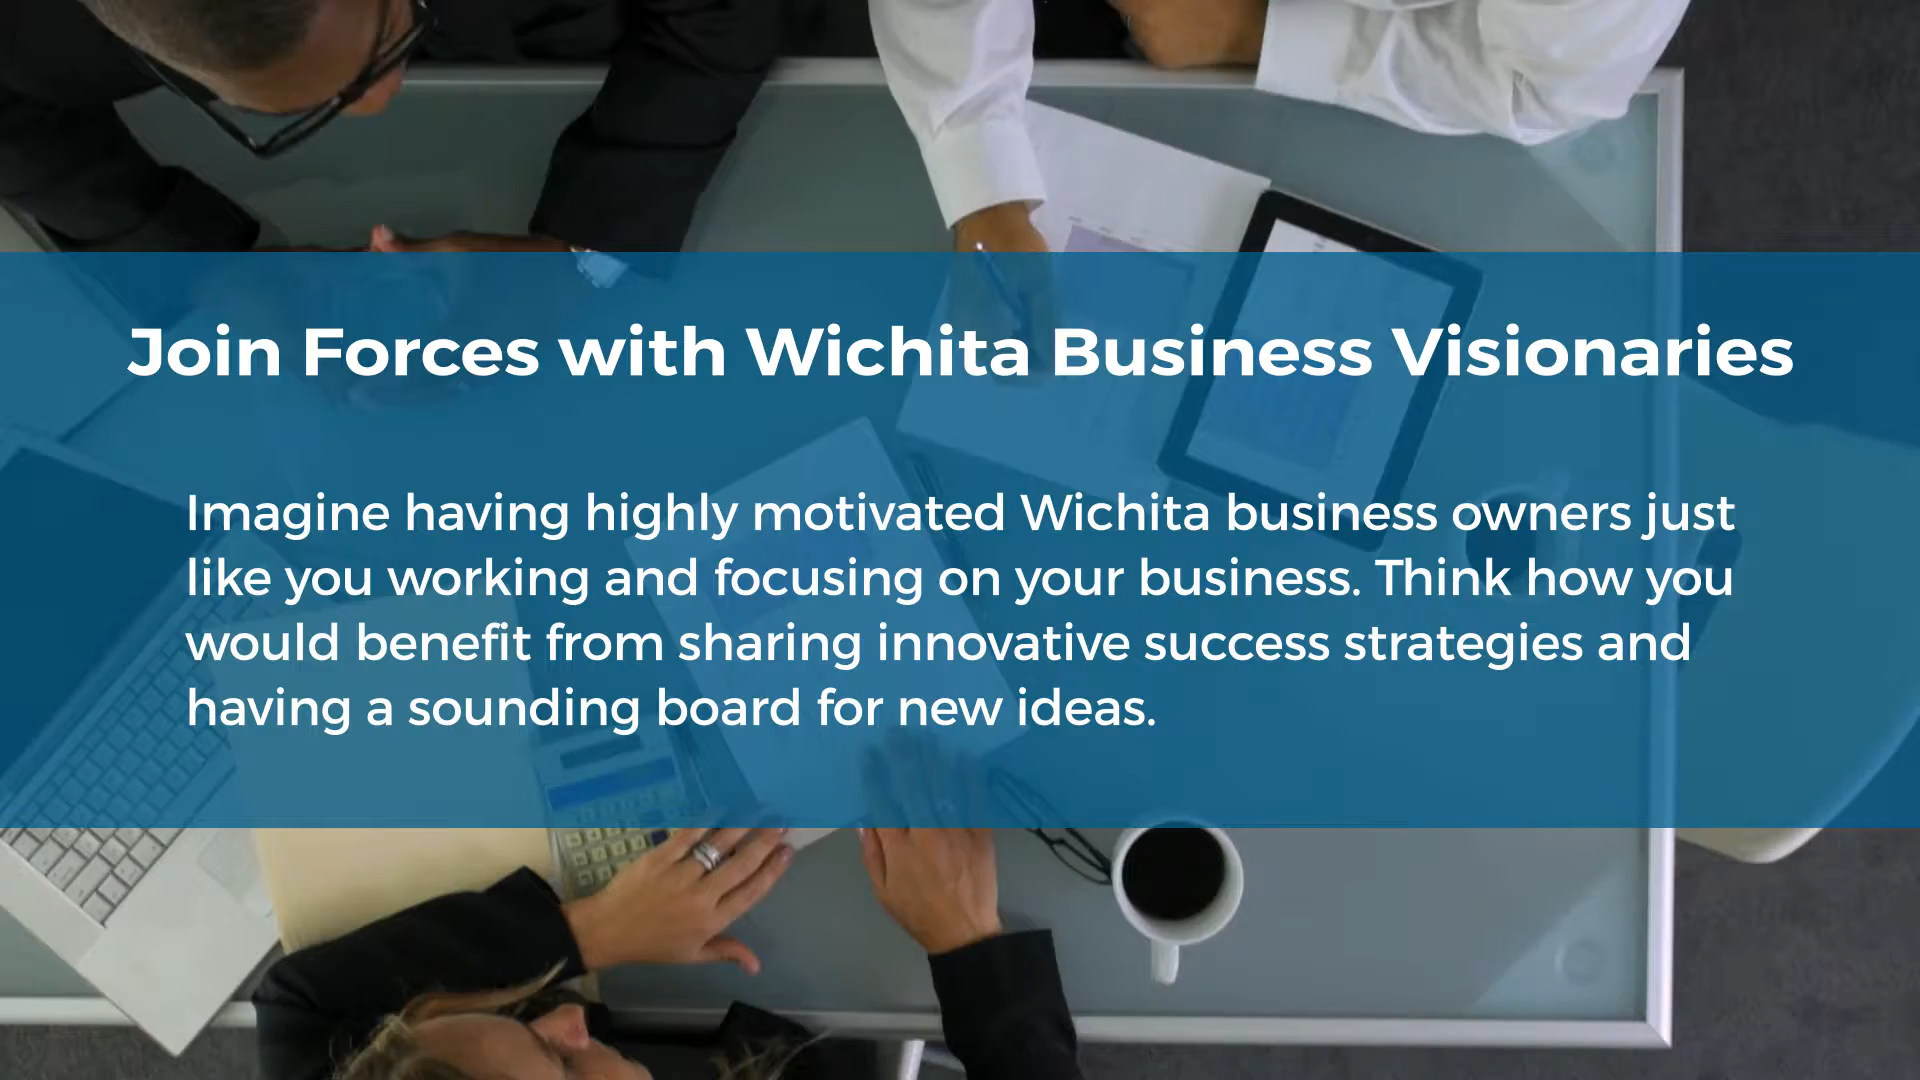 Join Forces with Wichita Business Visionaries
Imagine having highly motivated Wichita business owners just
like you working and focusing on your business. Think how you
would benefit from sharing innovative success strategies and
having a sounding board for new ideas.